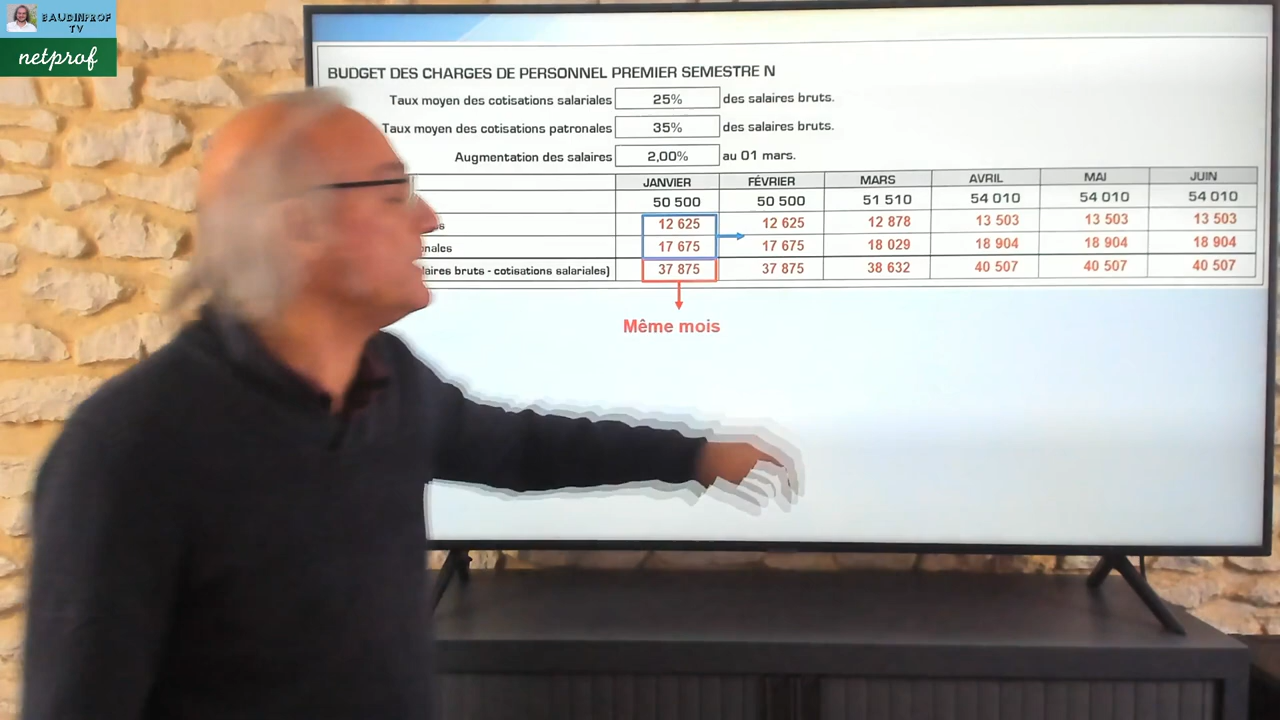 BAUDINPROF
TV
netprof
BUDGET DES CHARGES DE PERSONNEL PREMIER SEMESTRE N
Taux moyen des cotisations salariales 25% des salaires bruts.
Taux moyen des cotisations patronales 35% des salaires bruts.
Augmentation des salaires 2,00% au 01 mars.
JANVIER FÉVRIER MARS AVRIL MAI JUIN
50 500 50 500 51 510 54 010 54 010 54 010
12 625 12 625 12 878 13 503 13 503 13 503
17 675 17 675 18 029 18 904 18 904 18 904
bruts - cotisations salariales) 37 875 37 875 38 632 40 507 40 507 40 507
Même mois